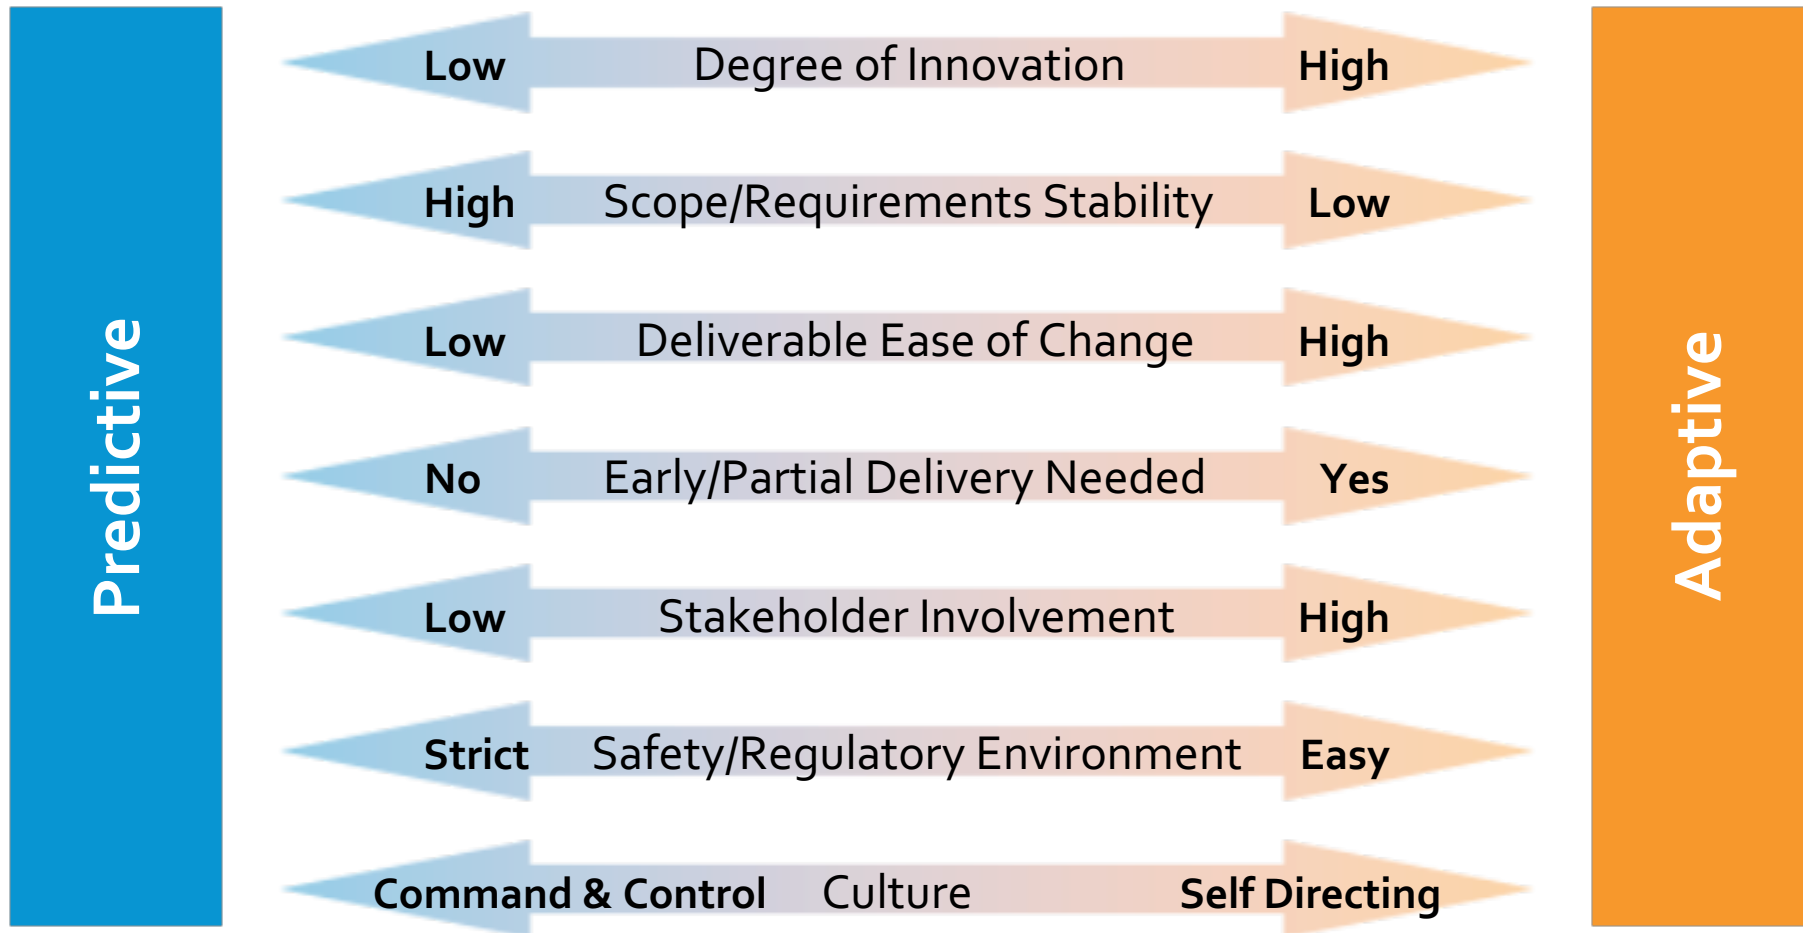 Predictive
Low Degree of Innovation High
High Scope/Requirements Stability Low
Low Deliverable Ease of Change High
No Early/Partial Delivery Needed Yes
Low Stakeholder Involvement High
Strict Safety/Regulatory Environment Easy
Command & Control Culture Self Directing
Adaptive